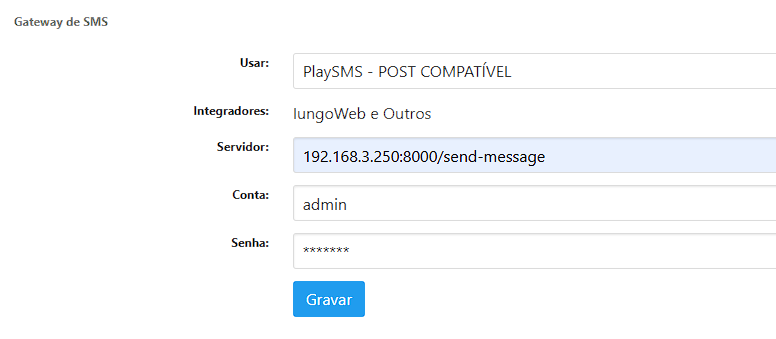 Gateway de SMS
Usar: PlaySMS - POST COMPATÍVEL
Integradores: IungoWeb e Outros
Servidor: 192.168.3.250:8000/send-message
Conta: admin
Senha: *******
Gravar